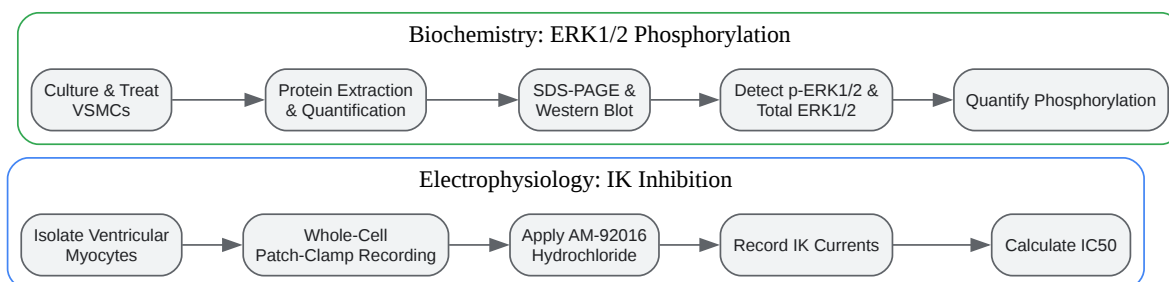 Biochemistry: ERK1/2 Phosphorylation
Culture & Treat
VSMCs
Protein Extraction
& Quantification
SDS-PAGE &
Western Blot
Detect p-ERK1/2 &
Total ERK1/2
Quantify Phosphorylation
Electrophysiology: IK Inhibition
Isolate Ventricular
Myocytes
Whole-Cell
Patch-Clamp Recording
Apply AM-92016
Hydrochloride
Record IK Currents
Calculate IC50